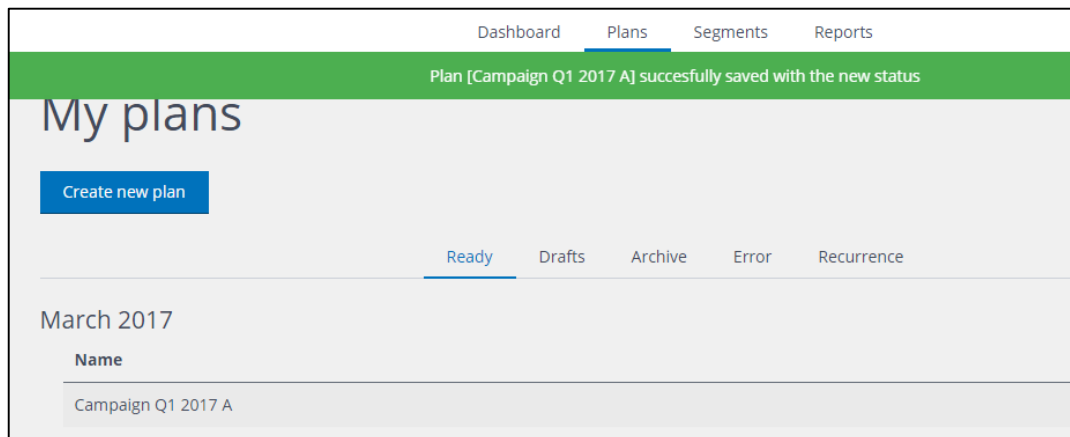 Dashboard Plans Segments Reports
Plan [Campaign Q1 2017 A] succesfully saved with the new status
My plans
Create new plan
Ready Drafts Archive Error Recurrence
March 2017
Name
Campaign Q1 2017 A